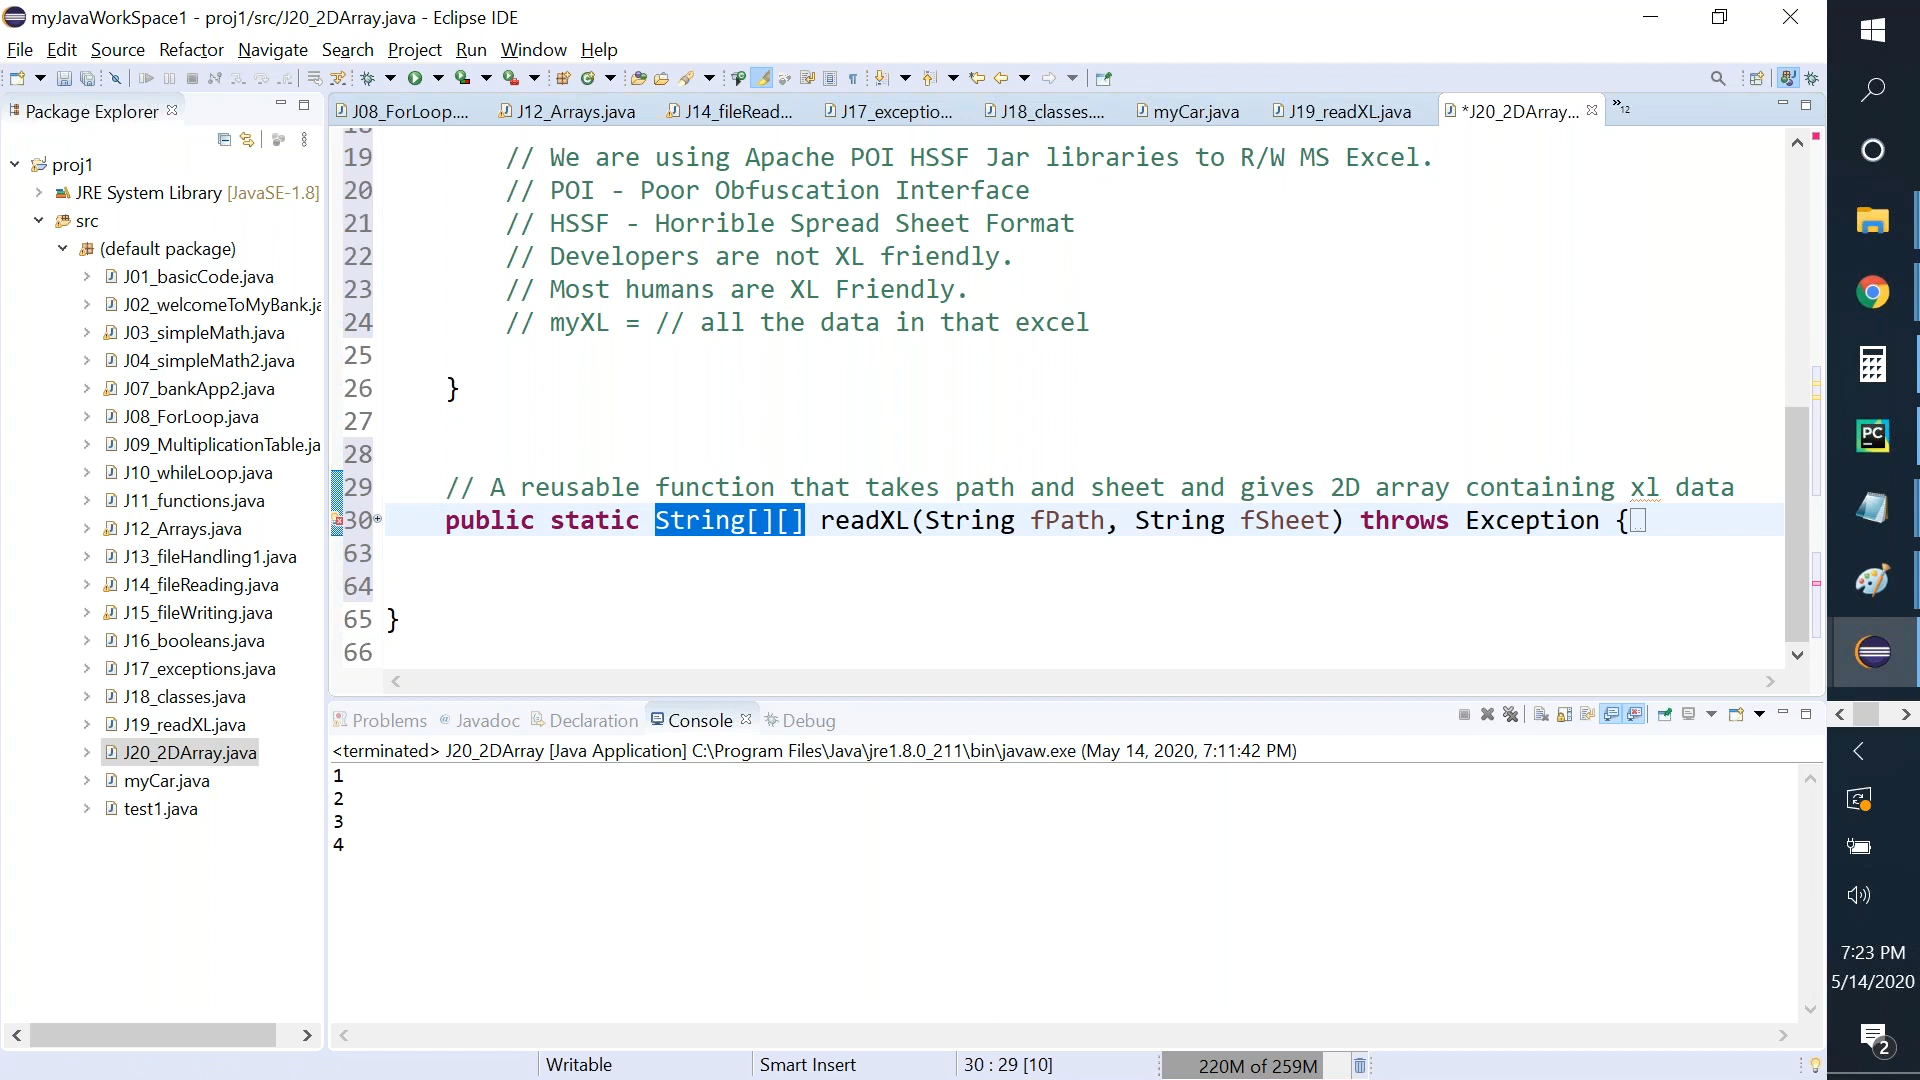 myJavaWorkSpace1 - proj1/src/J20_2DArray.java - Eclipse IDE
File Edit Source Refactor Navigate Search Project Run Window Help
Package Explorer
J08_ForLoop....
J12_Arrays.java
J14_fileRead...
J17_exceptio...
J18_classes....
myCar.java
J19_readXL.java
*J20_2DArray...
»12
proj1
JRE System Library [JavaSE-1.8]
src
(default package)
J01_basicCode.java
J02_welcomeToMyBank.ja
J03_simpleMath.java
J04_simpleMath2.java
J07_bankApp2.java
J08_ForLoop.java
J09_MultiplicationTable.ja
J10_whileLoop.java
J11_functions.java
J12_Arrays.java
J13_fileHandling1.java
J14_fileReading.java
J15_fileWriting.java
J16_booleans.java
J17_exceptions.java
J18_classes.java
J19_readXL.java
J20_2DArray.java
myCar.java
test1.java
19 // We are using Apache POI HSSF Jar libraries to R/W MS Excel.
20 // POI - Poor Obfuscation Interface
21 // HSSF - Horrible Spread Sheet Format
22 // Developers are not XL friendly.
23 // Most humans are XL Friendly.
24 // myXL = // all the data in that excel
25
26 }
27
28
29 // A reusable function that takes path and sheet and gives 2D array containing xl data
30 public static String[][] readXL(String fPath, String fSheet) throws Exception {
63
64
65 }
66
Problems @ Javadoc Declaration Console Debug
<terminated> J20_2DArray [Java Application] C:\Program Files\Java\jre1.8.0_211\bin\javaw.exe (May 14, 2020, 7:11:42 PM)
1
2
3
4
Writable Smart Insert 30 : 29 [10] 220M of 259M
PC
7:23 PM
5/14/2020
2